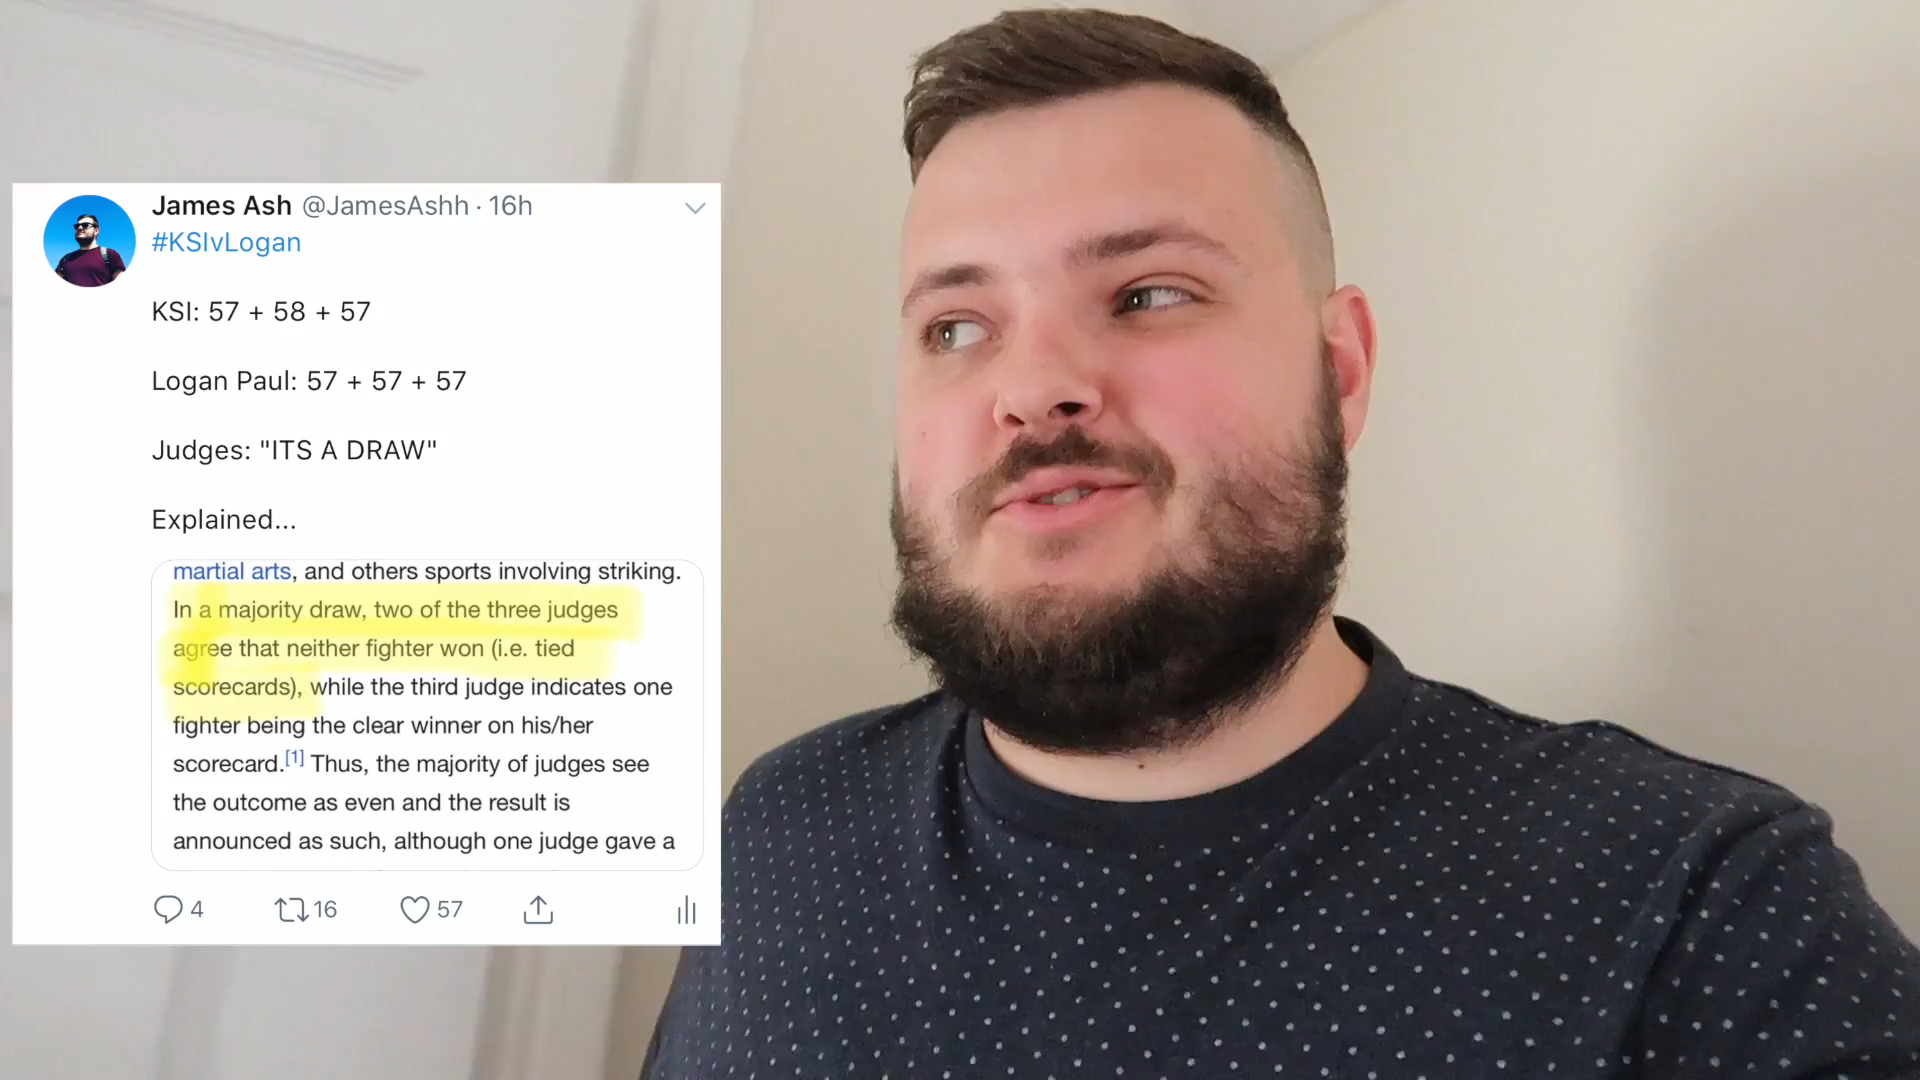 James Ash @JamesAshh · 16h
#KSIvLogan
KSI: 57 + 58 + 57
Logan Paul: 57 + 57 + 57
Judges: "ITS A DRAW"
Explained...
martial arts, and others sports involving striking.
In a majority draw, two of the three judges
agree that neither fighter won (i.e. tied
scorecards), while the third judge indicates one
fighter being the clear winner on his/her
scorecard.[1] Thus, the majority of judges see
the outcome as even and the result is
announced as such, although one judge gave a
4 16 57